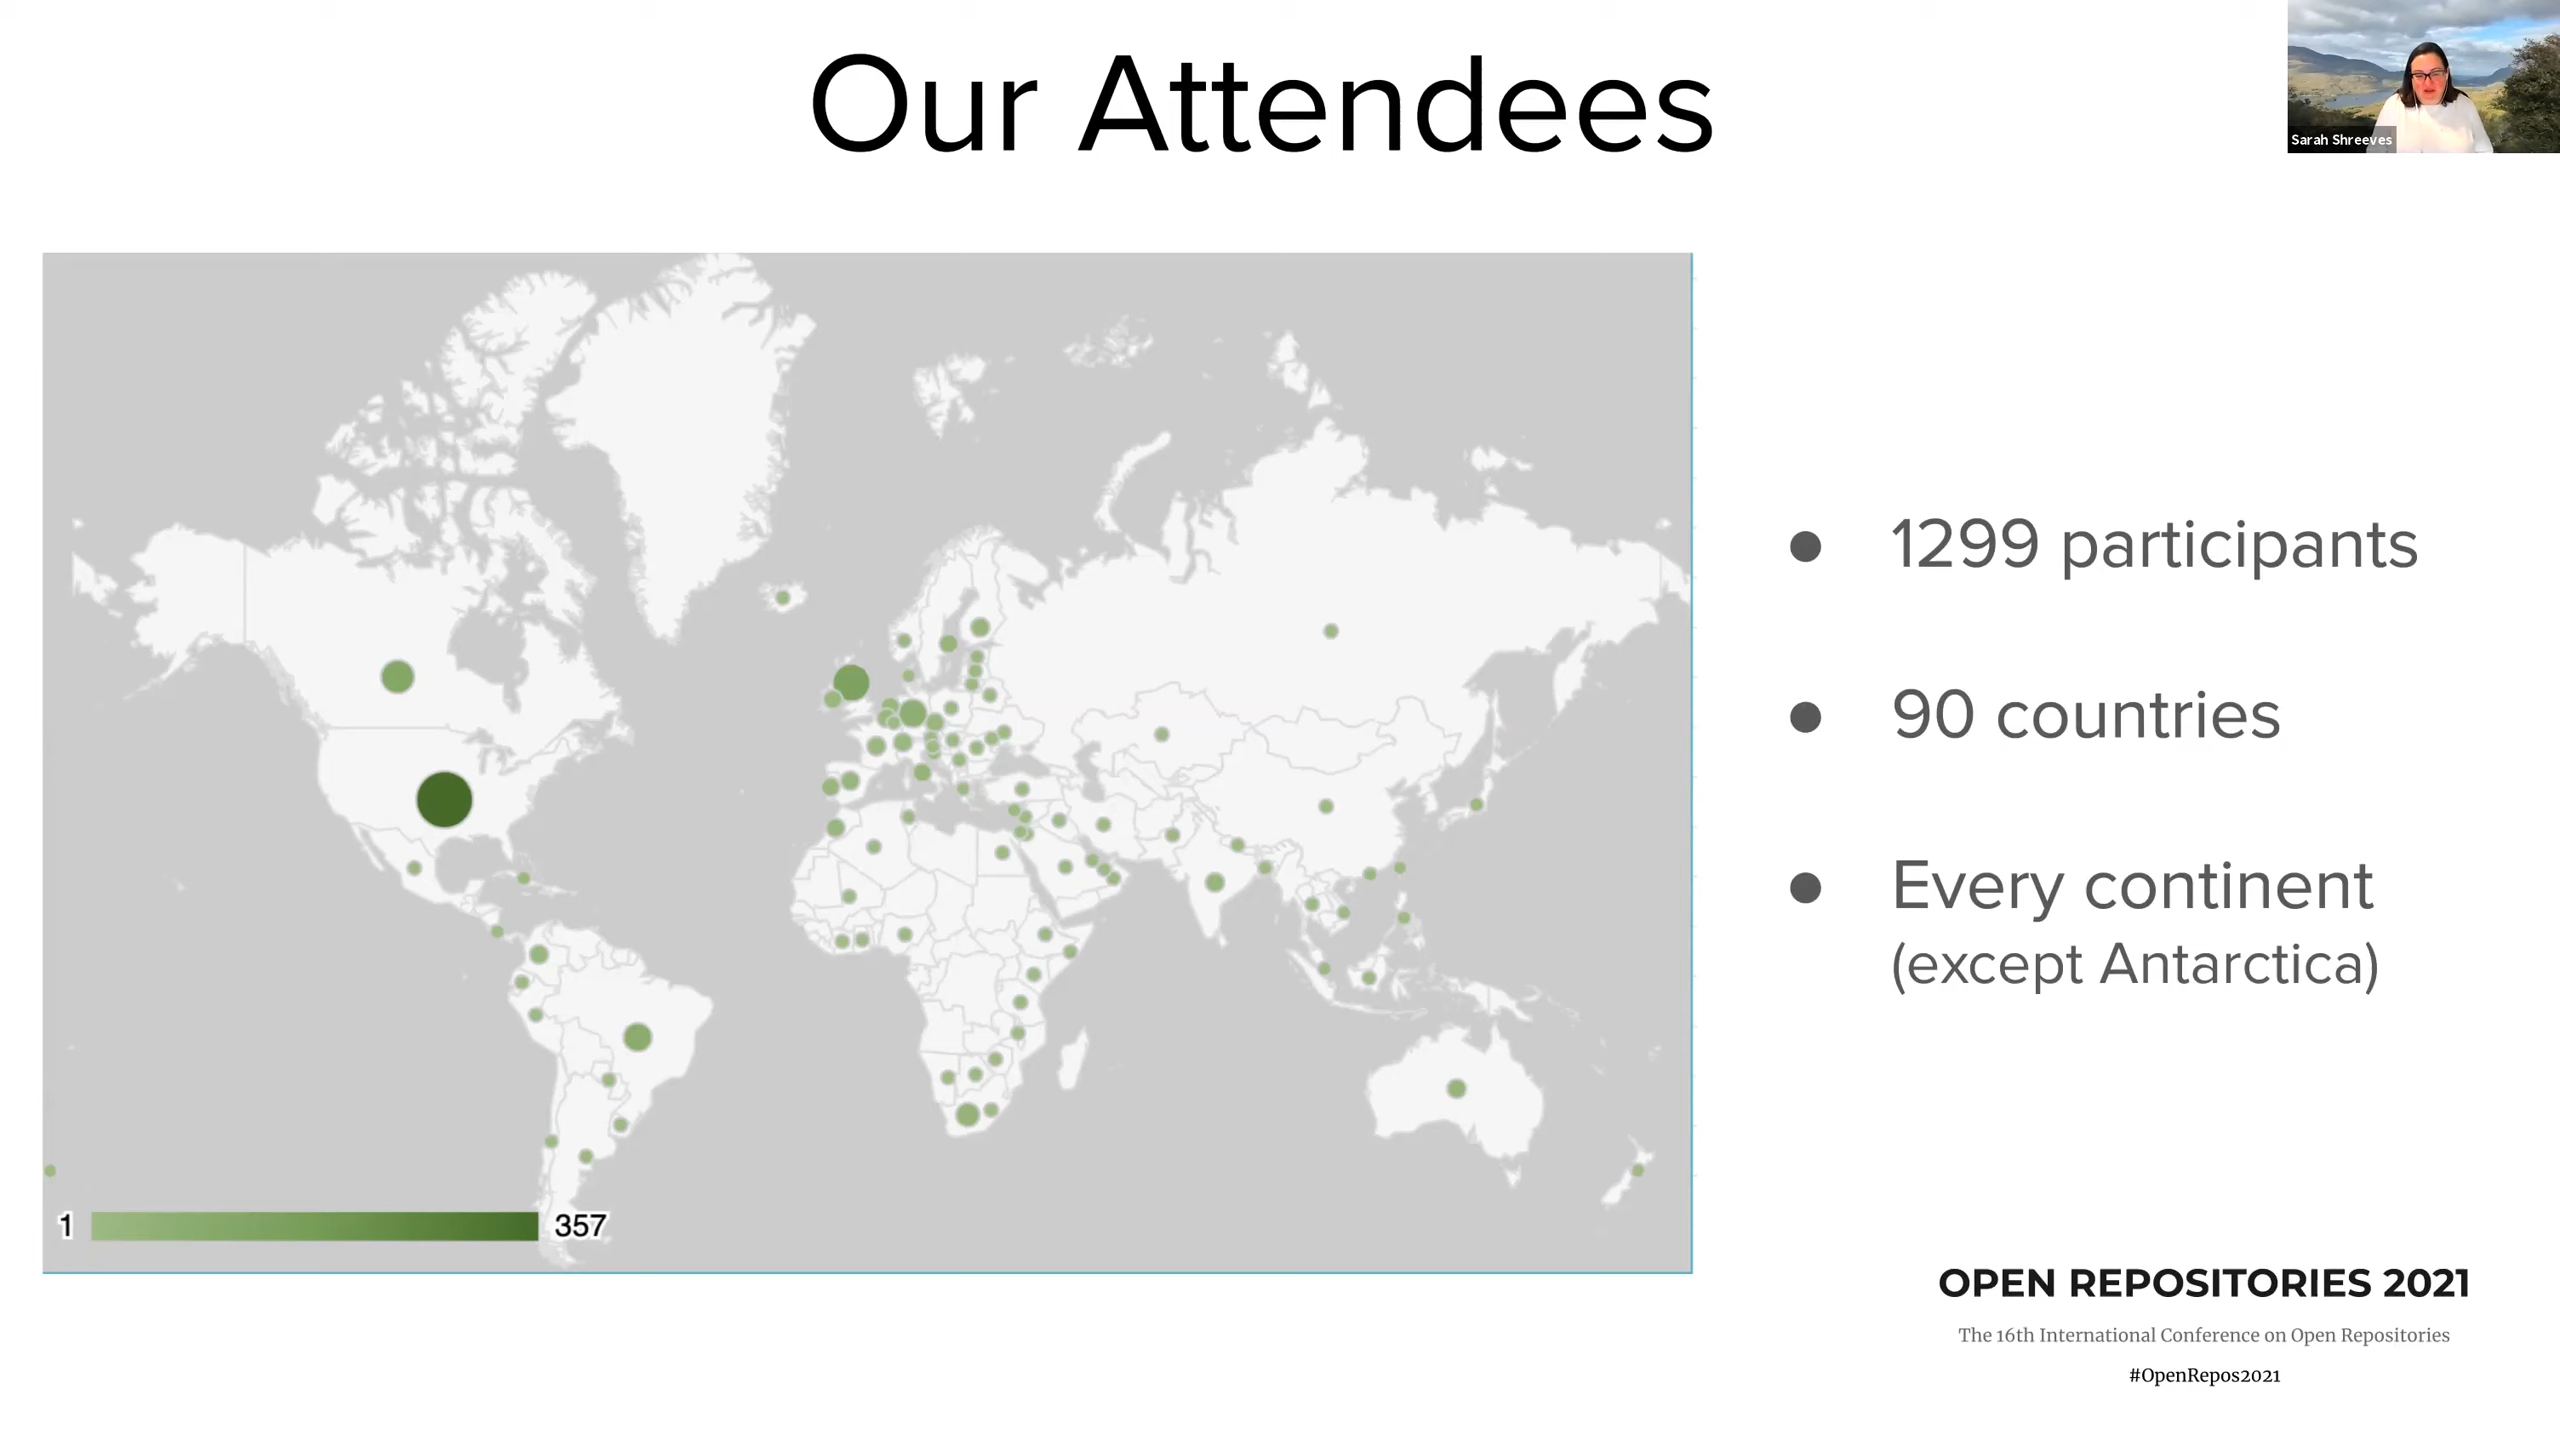 Our Attendees
Sarah Shreeves
● 1299 participants
● 90 countries
● Every continent
(except Antarctica)
1 357
OPEN REPOSITORIES 2021
The 16th International Conference on Open Repositories
#OpenRepos2021